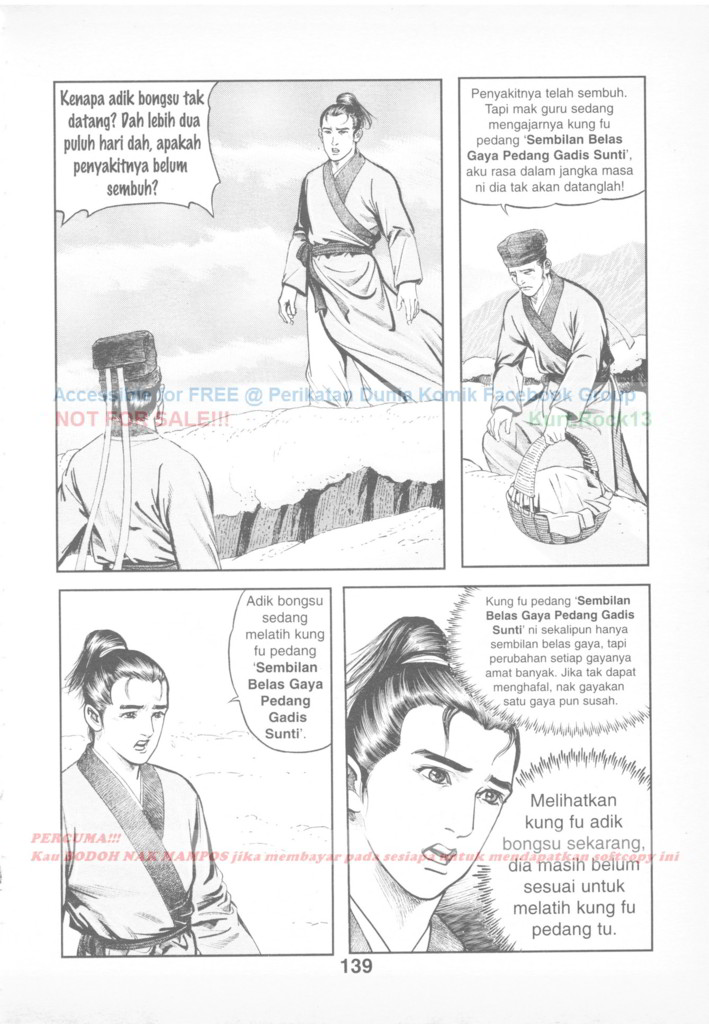 Kenapa adik bongsu tak
datang? Dah lebih dua
puluh hari dah, apakah
penyakitnya belum
sembuh?
Penyakitnya telah sembuh.
Tapi mak guru sedang
mengajarnya kung fu
pedang 'Sembilan Belas
Gaya Pedang Gadis Sunti',
aku rasa dalam jangka masa
ni dia tak akan datanglah!
Accessible for FREE @ Perikatan Dunia Komik Facebook Group
NOT FOR SALE!!!
KuroRock13
Adik bongsu
sedang
melatih kung
fu pedang
'Sembilan
Belas Gaya
Pedang
Gadis
Sunti'.
Kung fu pedang 'Sembilan
Belas Gaya Pedang Gadis
Sunti' ni sekalipun hanya
sembilan belas gaya, tapi
perubahan setiap gayanya
amat banyak. Jika tak dapat
menghafal, nak gayakan
satu gaya pun susah.
Melihatkan
kung fu adik
bongsu sekarang,
dia masih belum
sesuai untuk
melatih kung fu
pedang tu.
PERCUMA!!!
Kau BODOH NAK MAMPOS jika membayar pada sesiapa untuk mendapatkan softcopy ini
139